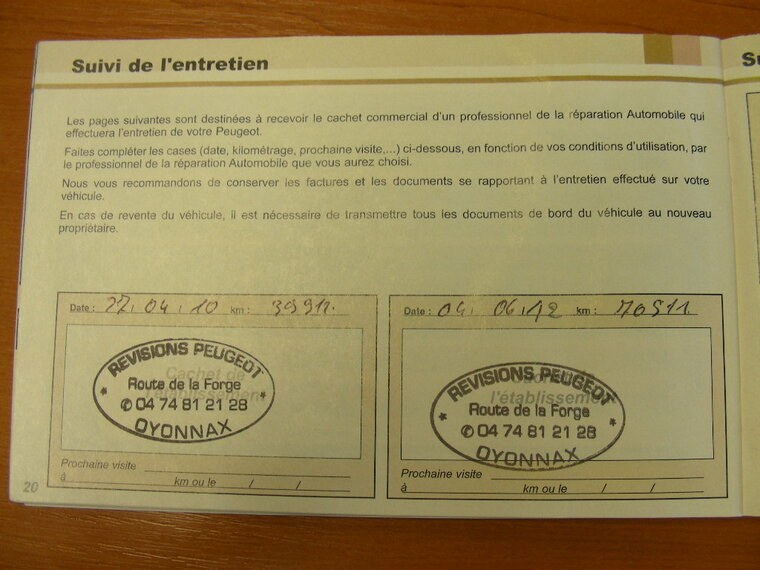 Suivi de l'entretien
Les pages suivantes sont destinées à recevoir le cachet commercial d'un professionnel de la réparation Automobile qui
effectuera l'entretien de votre Peugeot.
Faites compléter les cases (date, kilométrage, prochaine visite,...) ci-dessous, en fonction de vos conditions d'utilisation, par
le professionnel de la réparation Automobile que vous aurez choisi.
Nous vous recommandons de conserver les factures et les documents se rapportant à l'entretien effectué sur votre
véhicule.
En cas de revente du véhicule, il est nécessaire de transmettre tous les documents de bord du véhicule au nouveau
propriétaire.
Date : 27.04.10 km : 39911.
Cachet de
l'établissement
REVISIONS PEUGEOT
Route de la Forge
✆ 04 74 81 21 28
OYONNAX
Prochaine visite
à km ou le / /
Date : 04.06.12 km : 70511.
Cachet de
l'établissement
REVISIONS PEUGEOT
Route de la Forge
✆ 04 74 81 21 28
OYONNAX
Prochaine visite
à km ou le / /
20